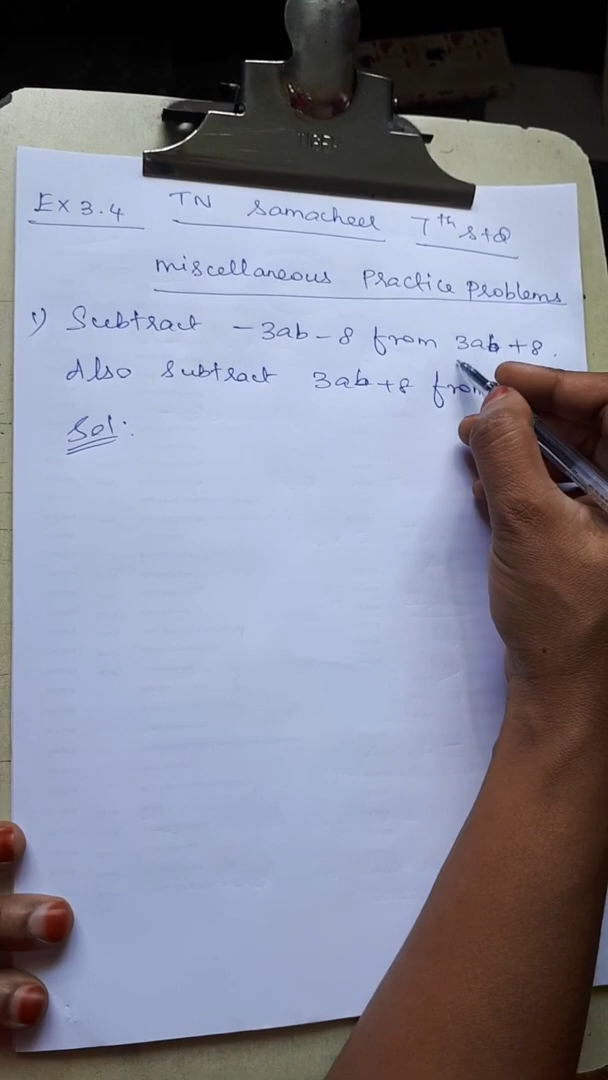 Ex 3.4 TN Samacheer 7th std
Miscellaneous Practice Problems
1) Subtract -3ab-8 from 3ab+8.
Also subtract 3ab+8 from
Sol: